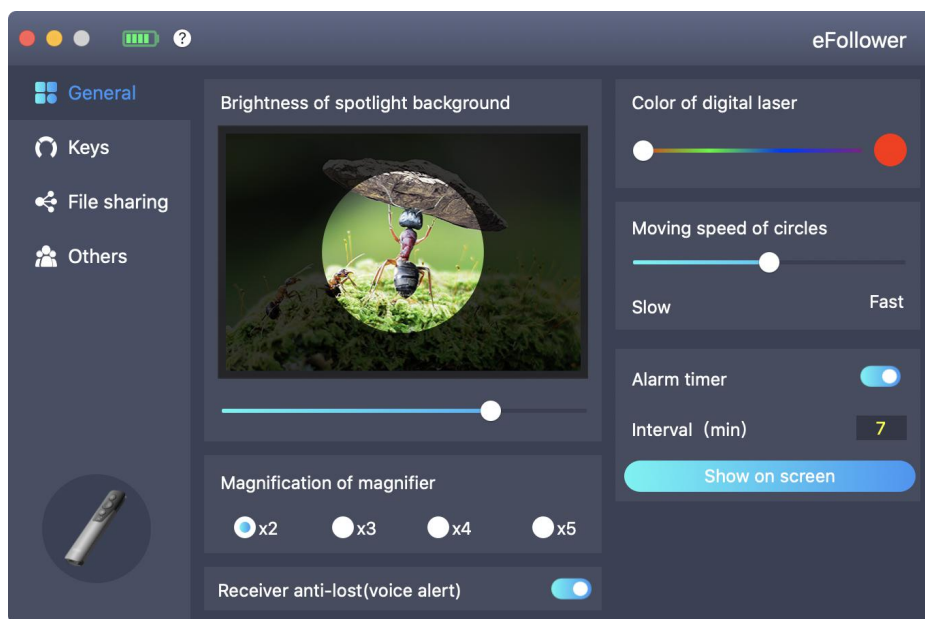 ?
eFollower
General
Keys
File sharing
Others
Brightness of spotlight background
Magnification of magnifier
x2 x3 x4 x5
Receiver anti-lost(voice alert)
Color of digital laser
Moving speed of circles
Slow Fast
Alarm timer
Interval（min） 7
Show on screen